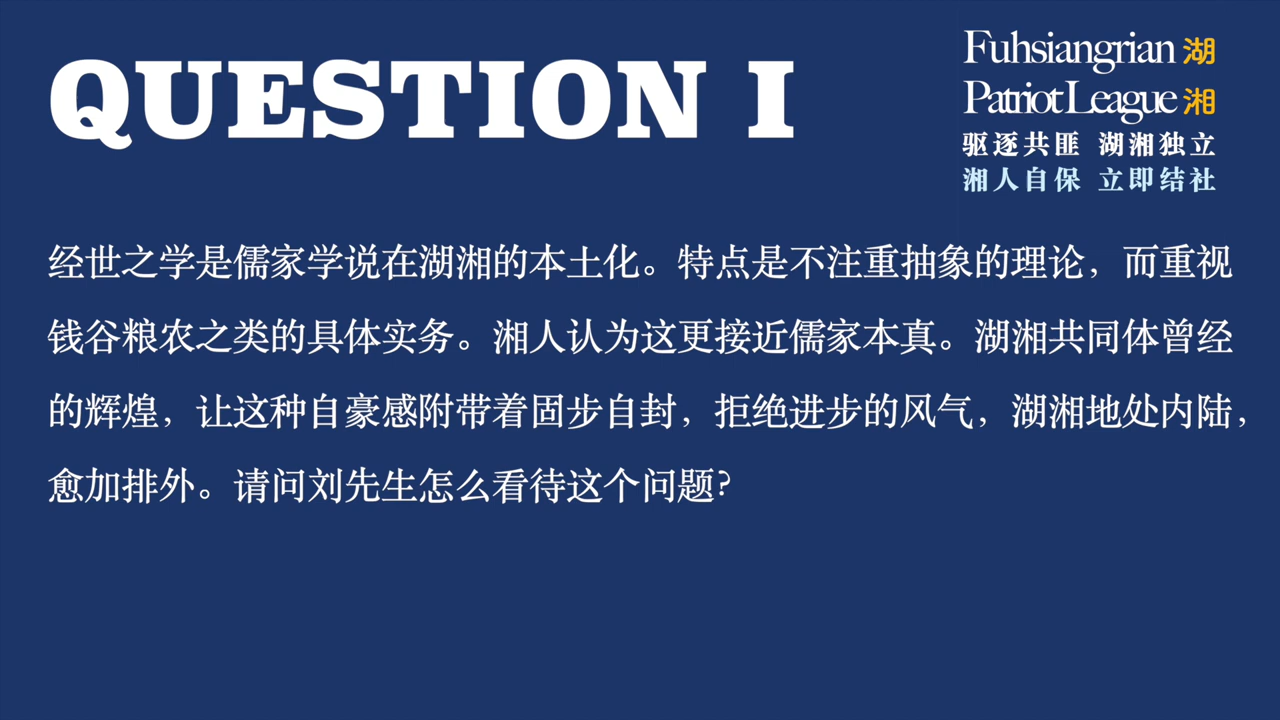 QUESTION I
Fuhsiangrian 湖
Patriot League 湘
驱逐共匪 湖湘独立
湘人自保 立即结社
经世之学是儒家学说在湖湘的本土化。特点是不注重抽象的理论，而重视
钱谷粮农之类的具体实务。湘人认为这更接近儒家本真。湖湘共同体曾经
的辉煌，让这种自豪感附带着固步自封，拒绝进步的风气，湖湘地处内陆，
愈加排外。请问刘先生怎么看待这个问题？